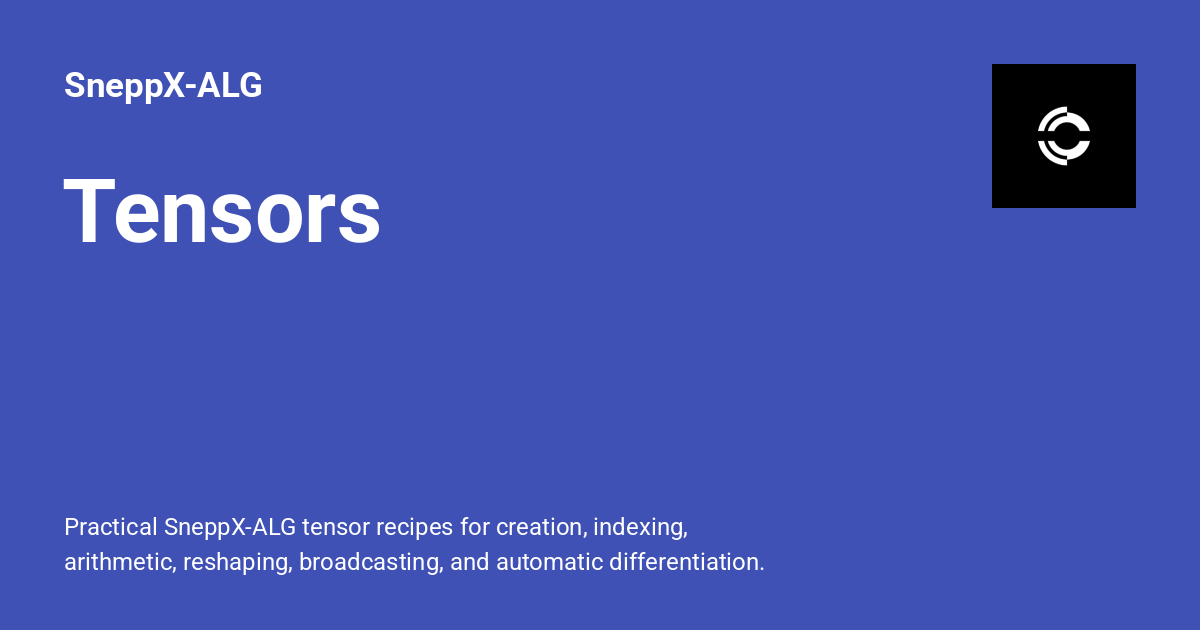 SneppX-ALG
Tensors
Practical SneppX-ALG tensor recipes for creation, indexing,
arithmetic, reshaping, broadcasting, and automatic differentiation.